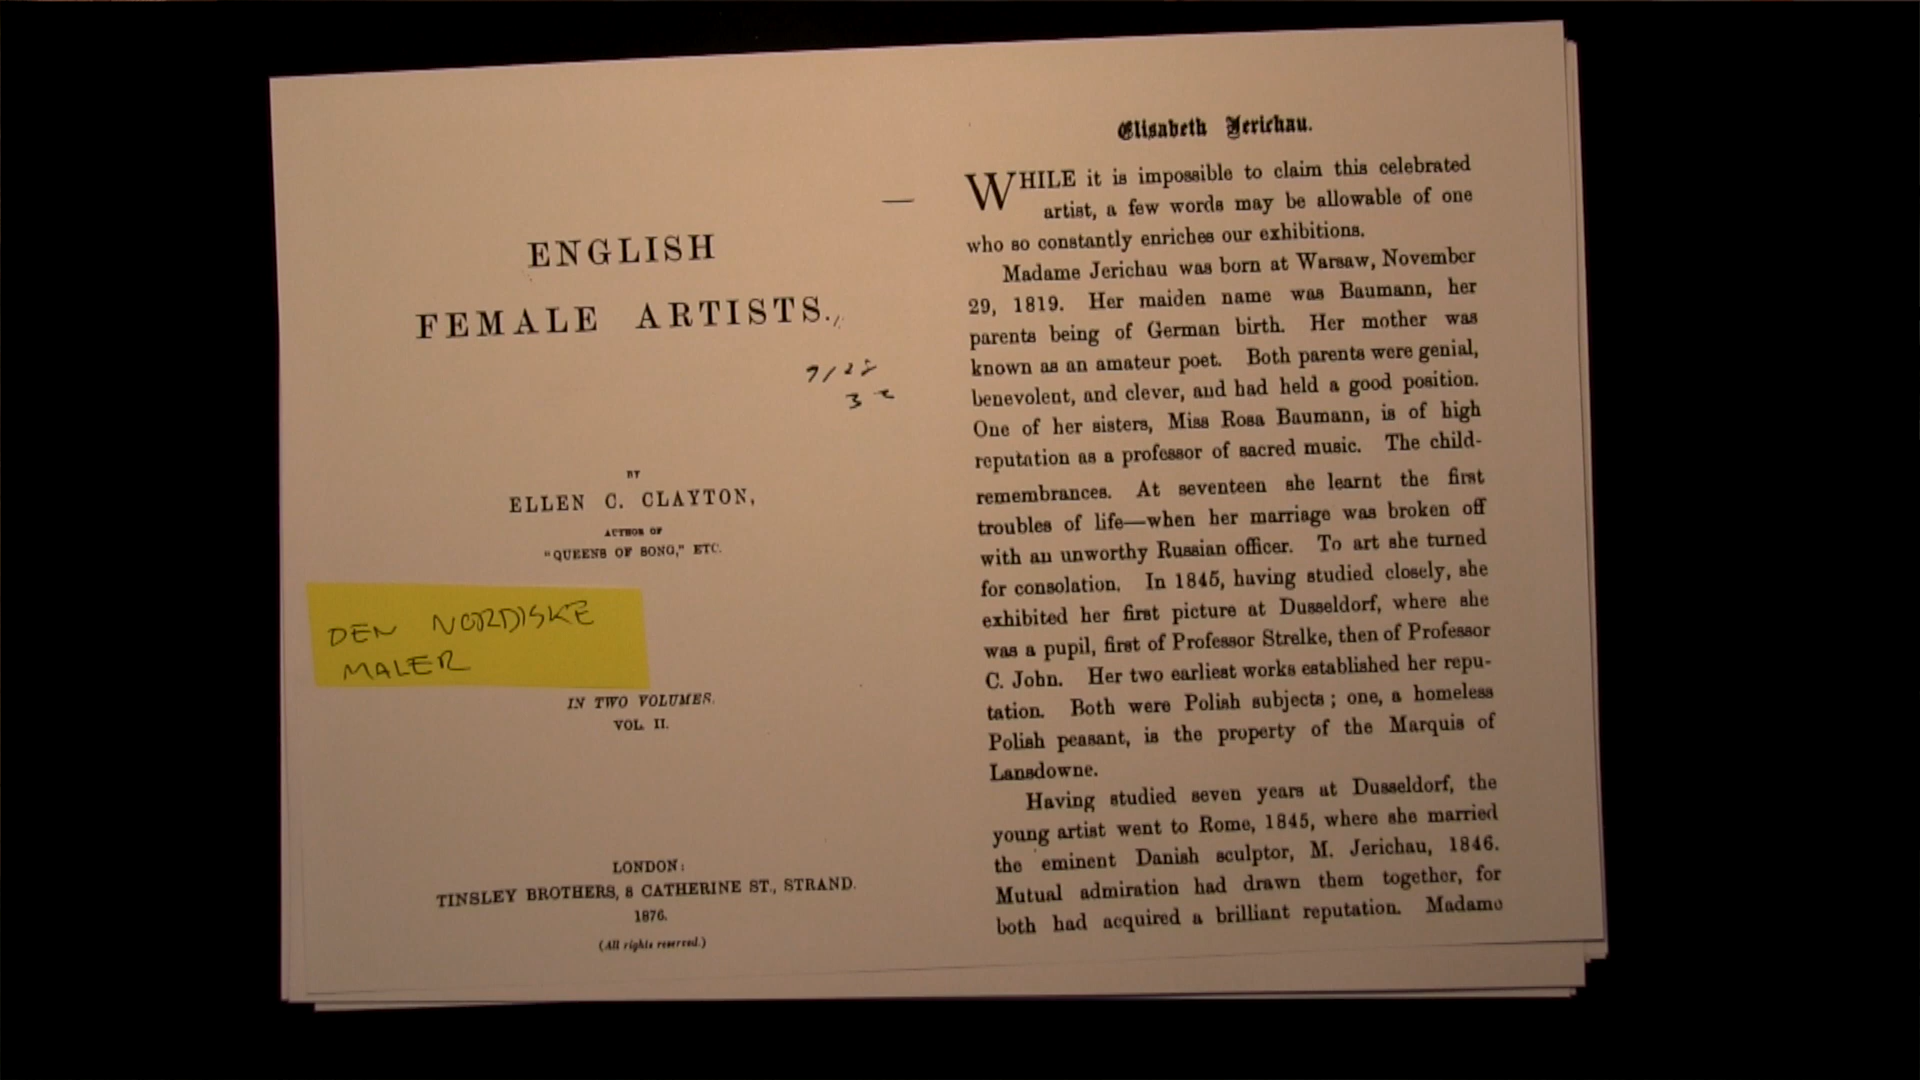 ENGLISH
FEMALE ARTISTS.
BY
ELLEN C. CLAYTON,
AUTHOR OF
"QUEENS OF SONG," ETC.
DEN NORDISKE
MALER
IN TWO VOLUMES.
VOL. II.
LONDON:
TINSLEY BROTHERS, 8 CATHERINE ST., STRAND.
1876.
(All rights reserved.)
Elisabeth Jerichau.
WHILE it is impossible to claim this celebrated
artist, a few words may be allowable of one
who so constantly enriches our exhibitions.
Madame Jerichau was born at Warsaw, November
29, 1819. Her maiden name was Baumann, her
parents being of German birth. Her mother was
known as an amateur poet. Both parents were genial,
benevolent, and clever, and had held a good position.
One of her sisters, Miss Rosa Baumann, is of high
reputation as a professor of sacred music. The child-
remembrances. At seventeen she learnt the first
troubles of life—when her marriage was broken off
with an unworthy Russian officer. To art she turned
for consolation. In 1845, having studied closely, she
exhibited her first picture at Dusseldorf, where she
was a pupil, first of Professor Strelke, then of Professor
C. John. Her two earliest works established her repu-
tation. Both were Polish subjects; one, a homeless
Polish peasant, is the property of the Marquis of
Lansdowne.
Having studied seven years at Dusseldorf, the
young artist went to Rome, 1845, where she married
the eminent Danish sculptor, M. Jerichau, 1846.
Mutual admiration had drawn them together, for
both had acquired a brilliant reputation. Madame